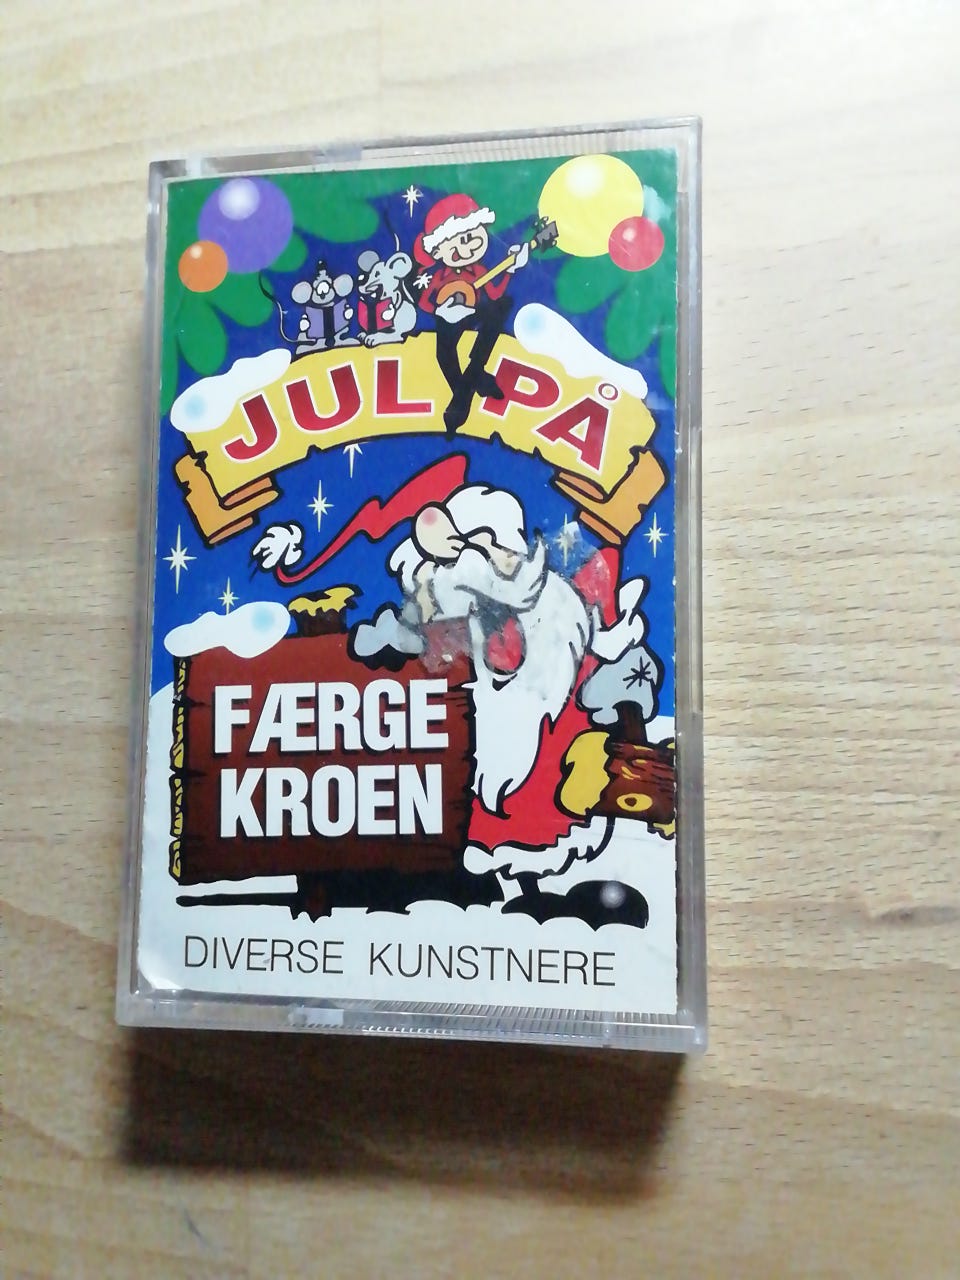 JUL PÅ
FÆRGE
KROEN
DIVERSE KUNSTNERE